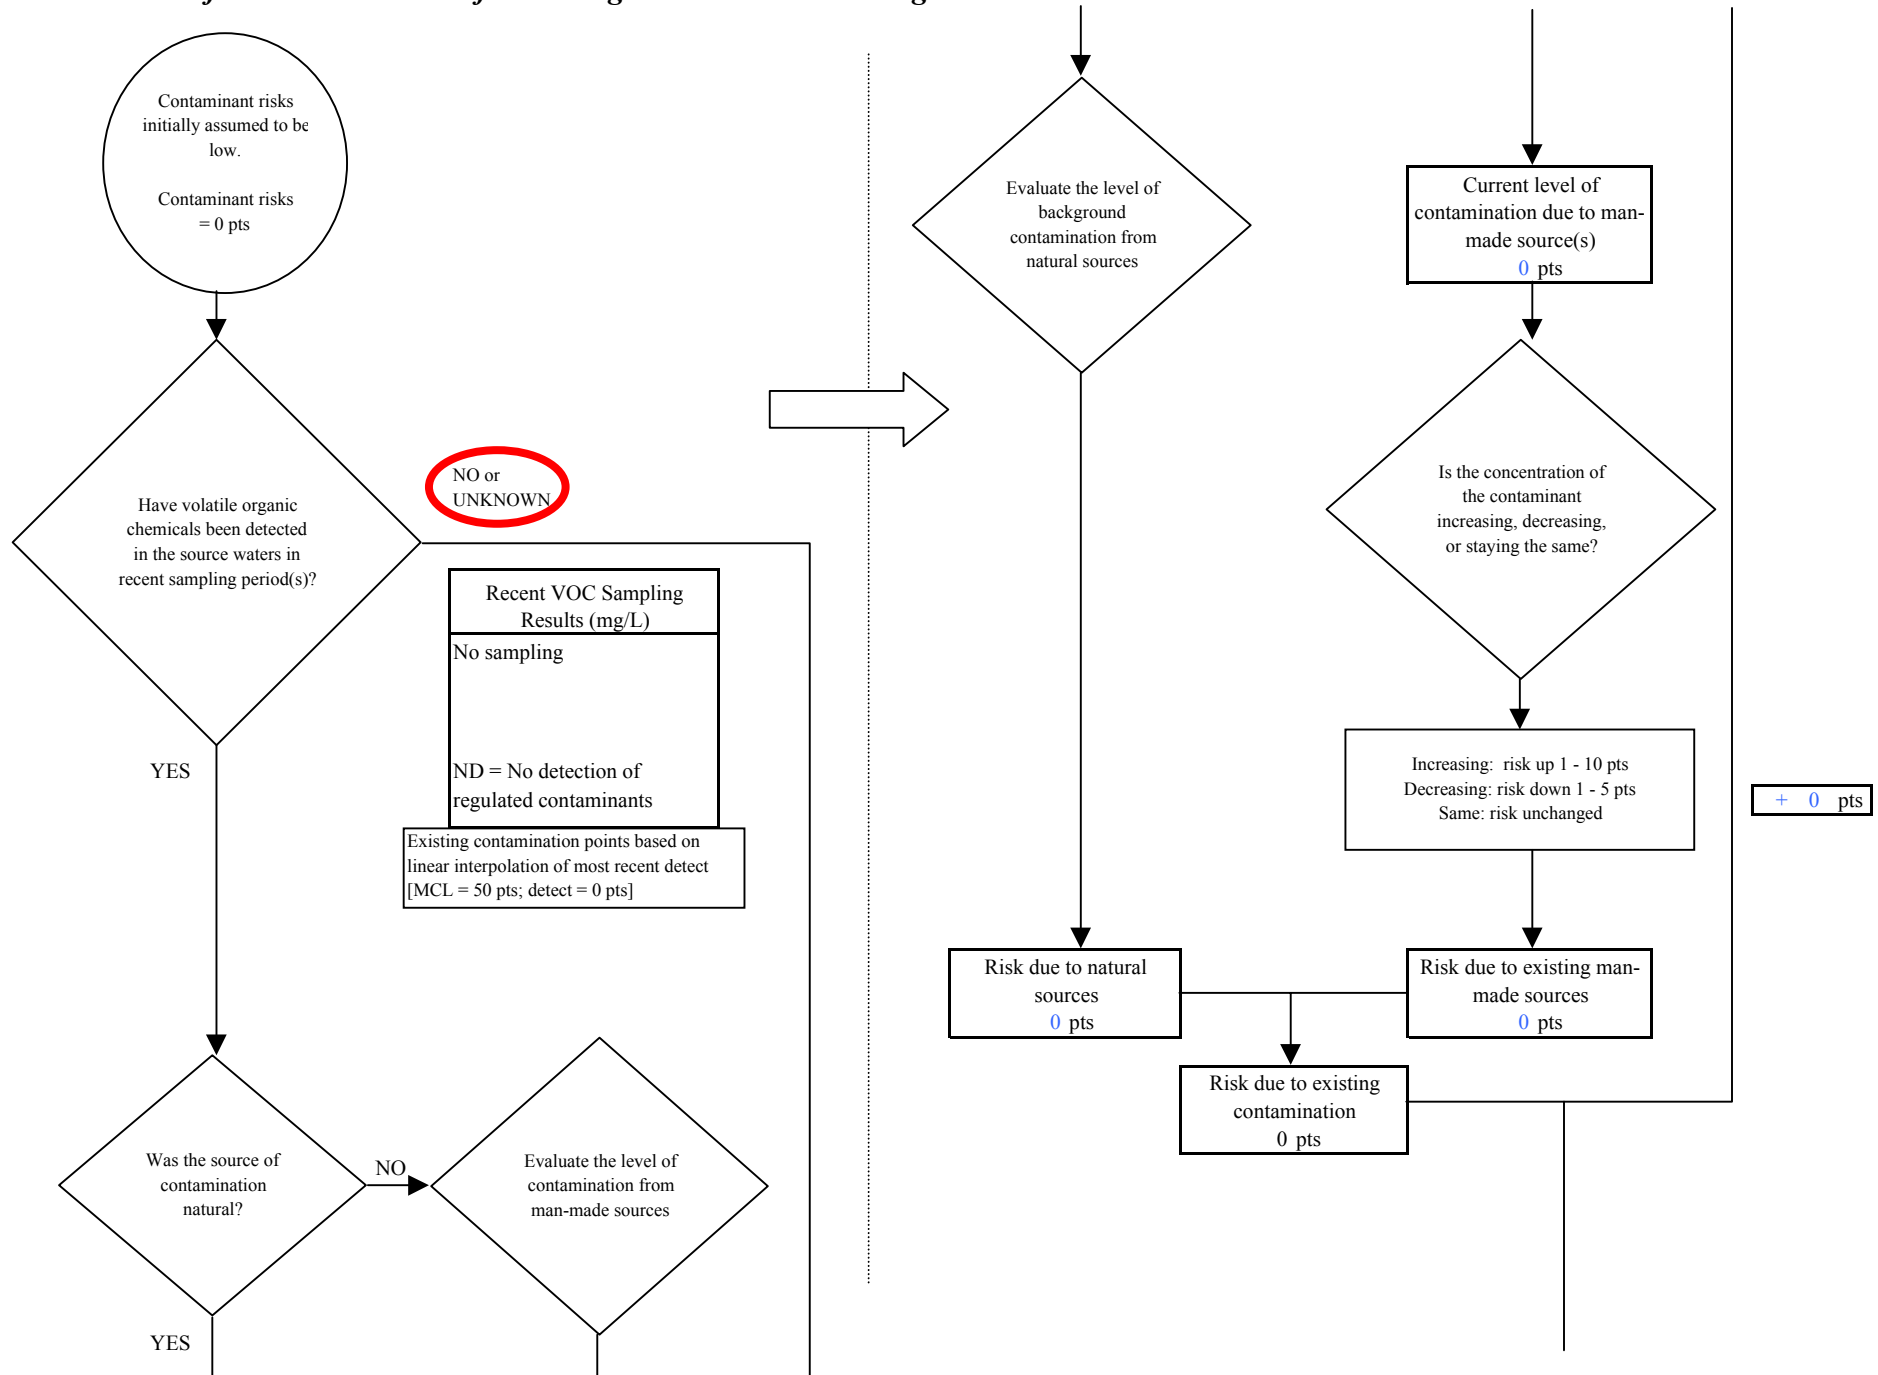 Contaminant risks
initially assumed to be
low.
Contaminant risks
= 0 pts
Have volatile organic
chemicals been detected
in the source waters in
recent sampling period(s)?
NO or
UNKNOWN
Recent VOC Sampling
Results (mg/L)
No sampling
ND = No detection of
regulated contaminants
Existing contamination points based on
linear interpolation of most recent detect
[MCL = 50 pts; detect = 0 pts]
YES
Was the source of
contamination
natural?
NO
Evaluate the level of
contamination from
man-made sources
YES
Evaluate the level of
background
contamination from
natural sources
Current level of
contamination due to man-
made source(s)
0 pts
Is the concentration of
the contaminant
increasing, decreasing,
or staying the same?
Increasing: risk up 1 - 10 pts
Decreasing: risk down 1 - 5 pts
Same: risk unchanged
+ 0 pts
Risk due to natural
sources
0 pts
Risk due to existing man-
made sources
0 pts
Risk due to existing
contamination
0 pts